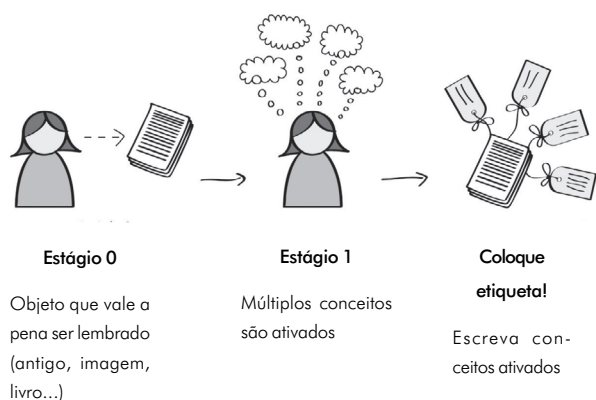 Estágio 0
Objeto que vale a
pena ser lembrado
(antigo, imagem,
livro...)
Estágio 1
Múltiplos conceitos
são ativados
Coloque
etiqueta!
Escreva con-
ceitos ativados